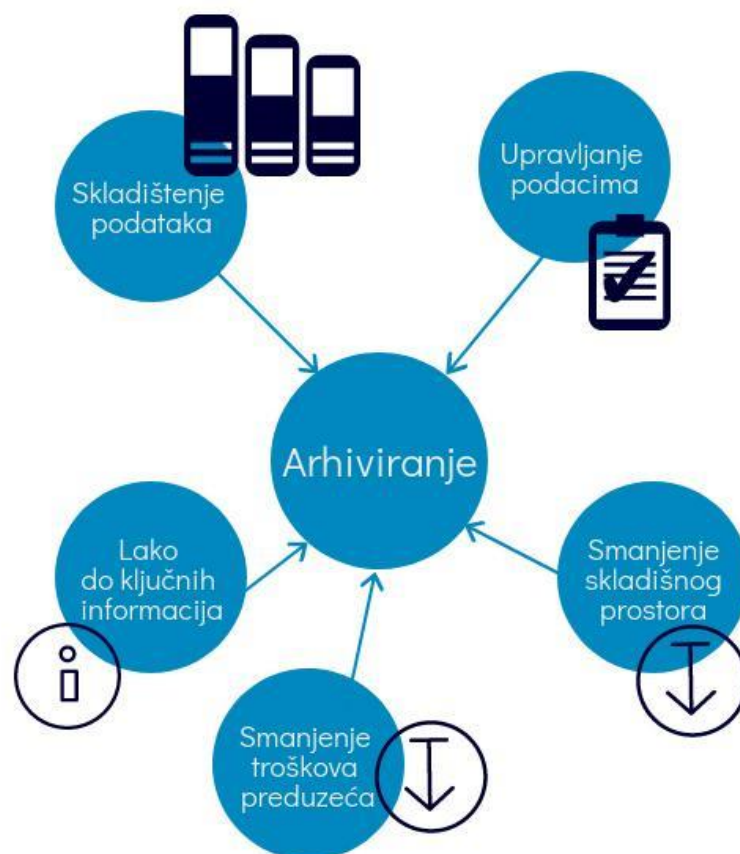 Skladištenje
podataka
Upravljanje
podacima
Arhiviranje
Lako
do ključnih
informacija
Smanjenje
skladišnog
prostora
Smanjenje
troškova
preduzeća